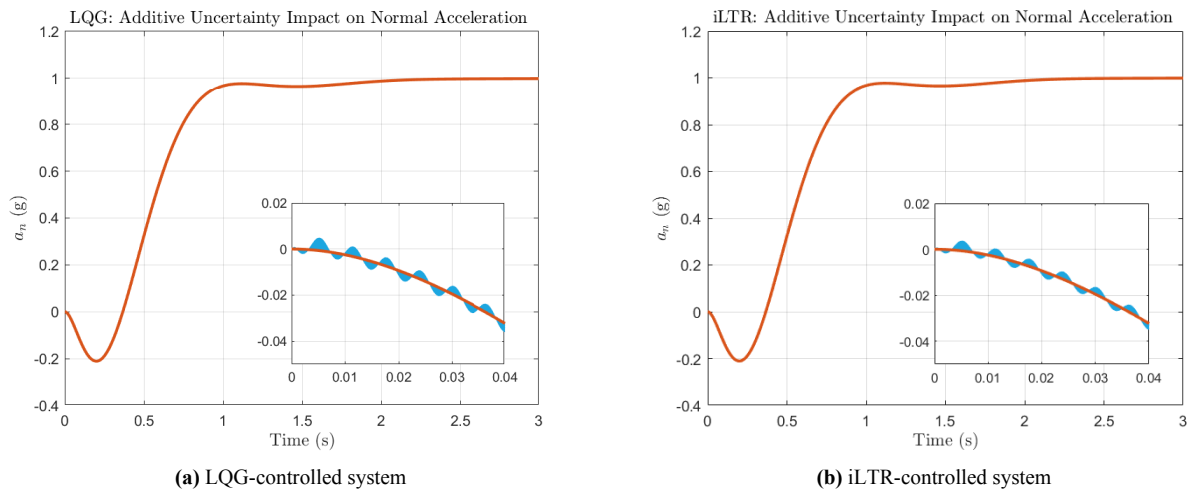 LQG: Additive Uncertainty Impact on Normal Acceleration
1.2
1
0.8
0.6
0.4
0.2
0
-0.2
-0.4
a_n (g)
0.02
0
-0.02
-0.04
0 0.01 0.02 0.03 0.04
0 0.5 1 1.5 2 2.5 3
Time (s)
(a) LQG-controlled system
iLTR: Additive Uncertainty Impact on Normal Acceleration
1.2
1
0.8
0.6
0.4
0.2
0
-0.2
-0.4
a_n (g)
0.02
0
-0.02
-0.04
0 0.01 0.02 0.03 0.04
0 0.5 1 1.5 2 2.5 3
Time (s)
(b) iLTR-controlled system